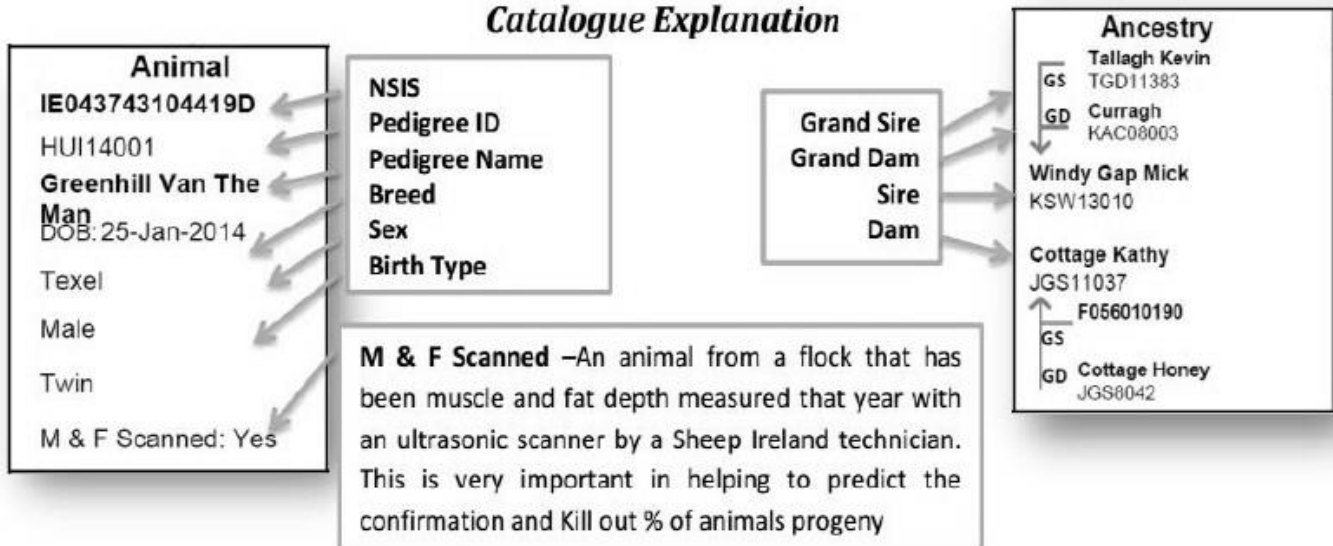 Catalogue Explanation
Animal
IE043743104419D
HUI14001
Greenhill Van The
Man
DOB: 25-Jan-2014
Texel
Male
Twin
M & F Scanned: Yes
NSIS
Pedigree ID
Pedigree Name
Breed
Sex
Birth Type
M & F Scanned –An animal from a flock that has
been muscle and fat depth measured that year with
an ultrasonic scanner by a Sheep Ireland technician.
This is very important in helping to predict the
confirmation and Kill out % of animals progeny
Grand Sire
Grand Dam
Sire
Dam
Ancestry
Tallagh Kevin
GS TGD11383
GD Curragh
KAC08003
Windy Gap Mick
KSW13010
Cottage Kathy
JGS11037
F056010190
GS
GD Cottage Honey
JGS8042